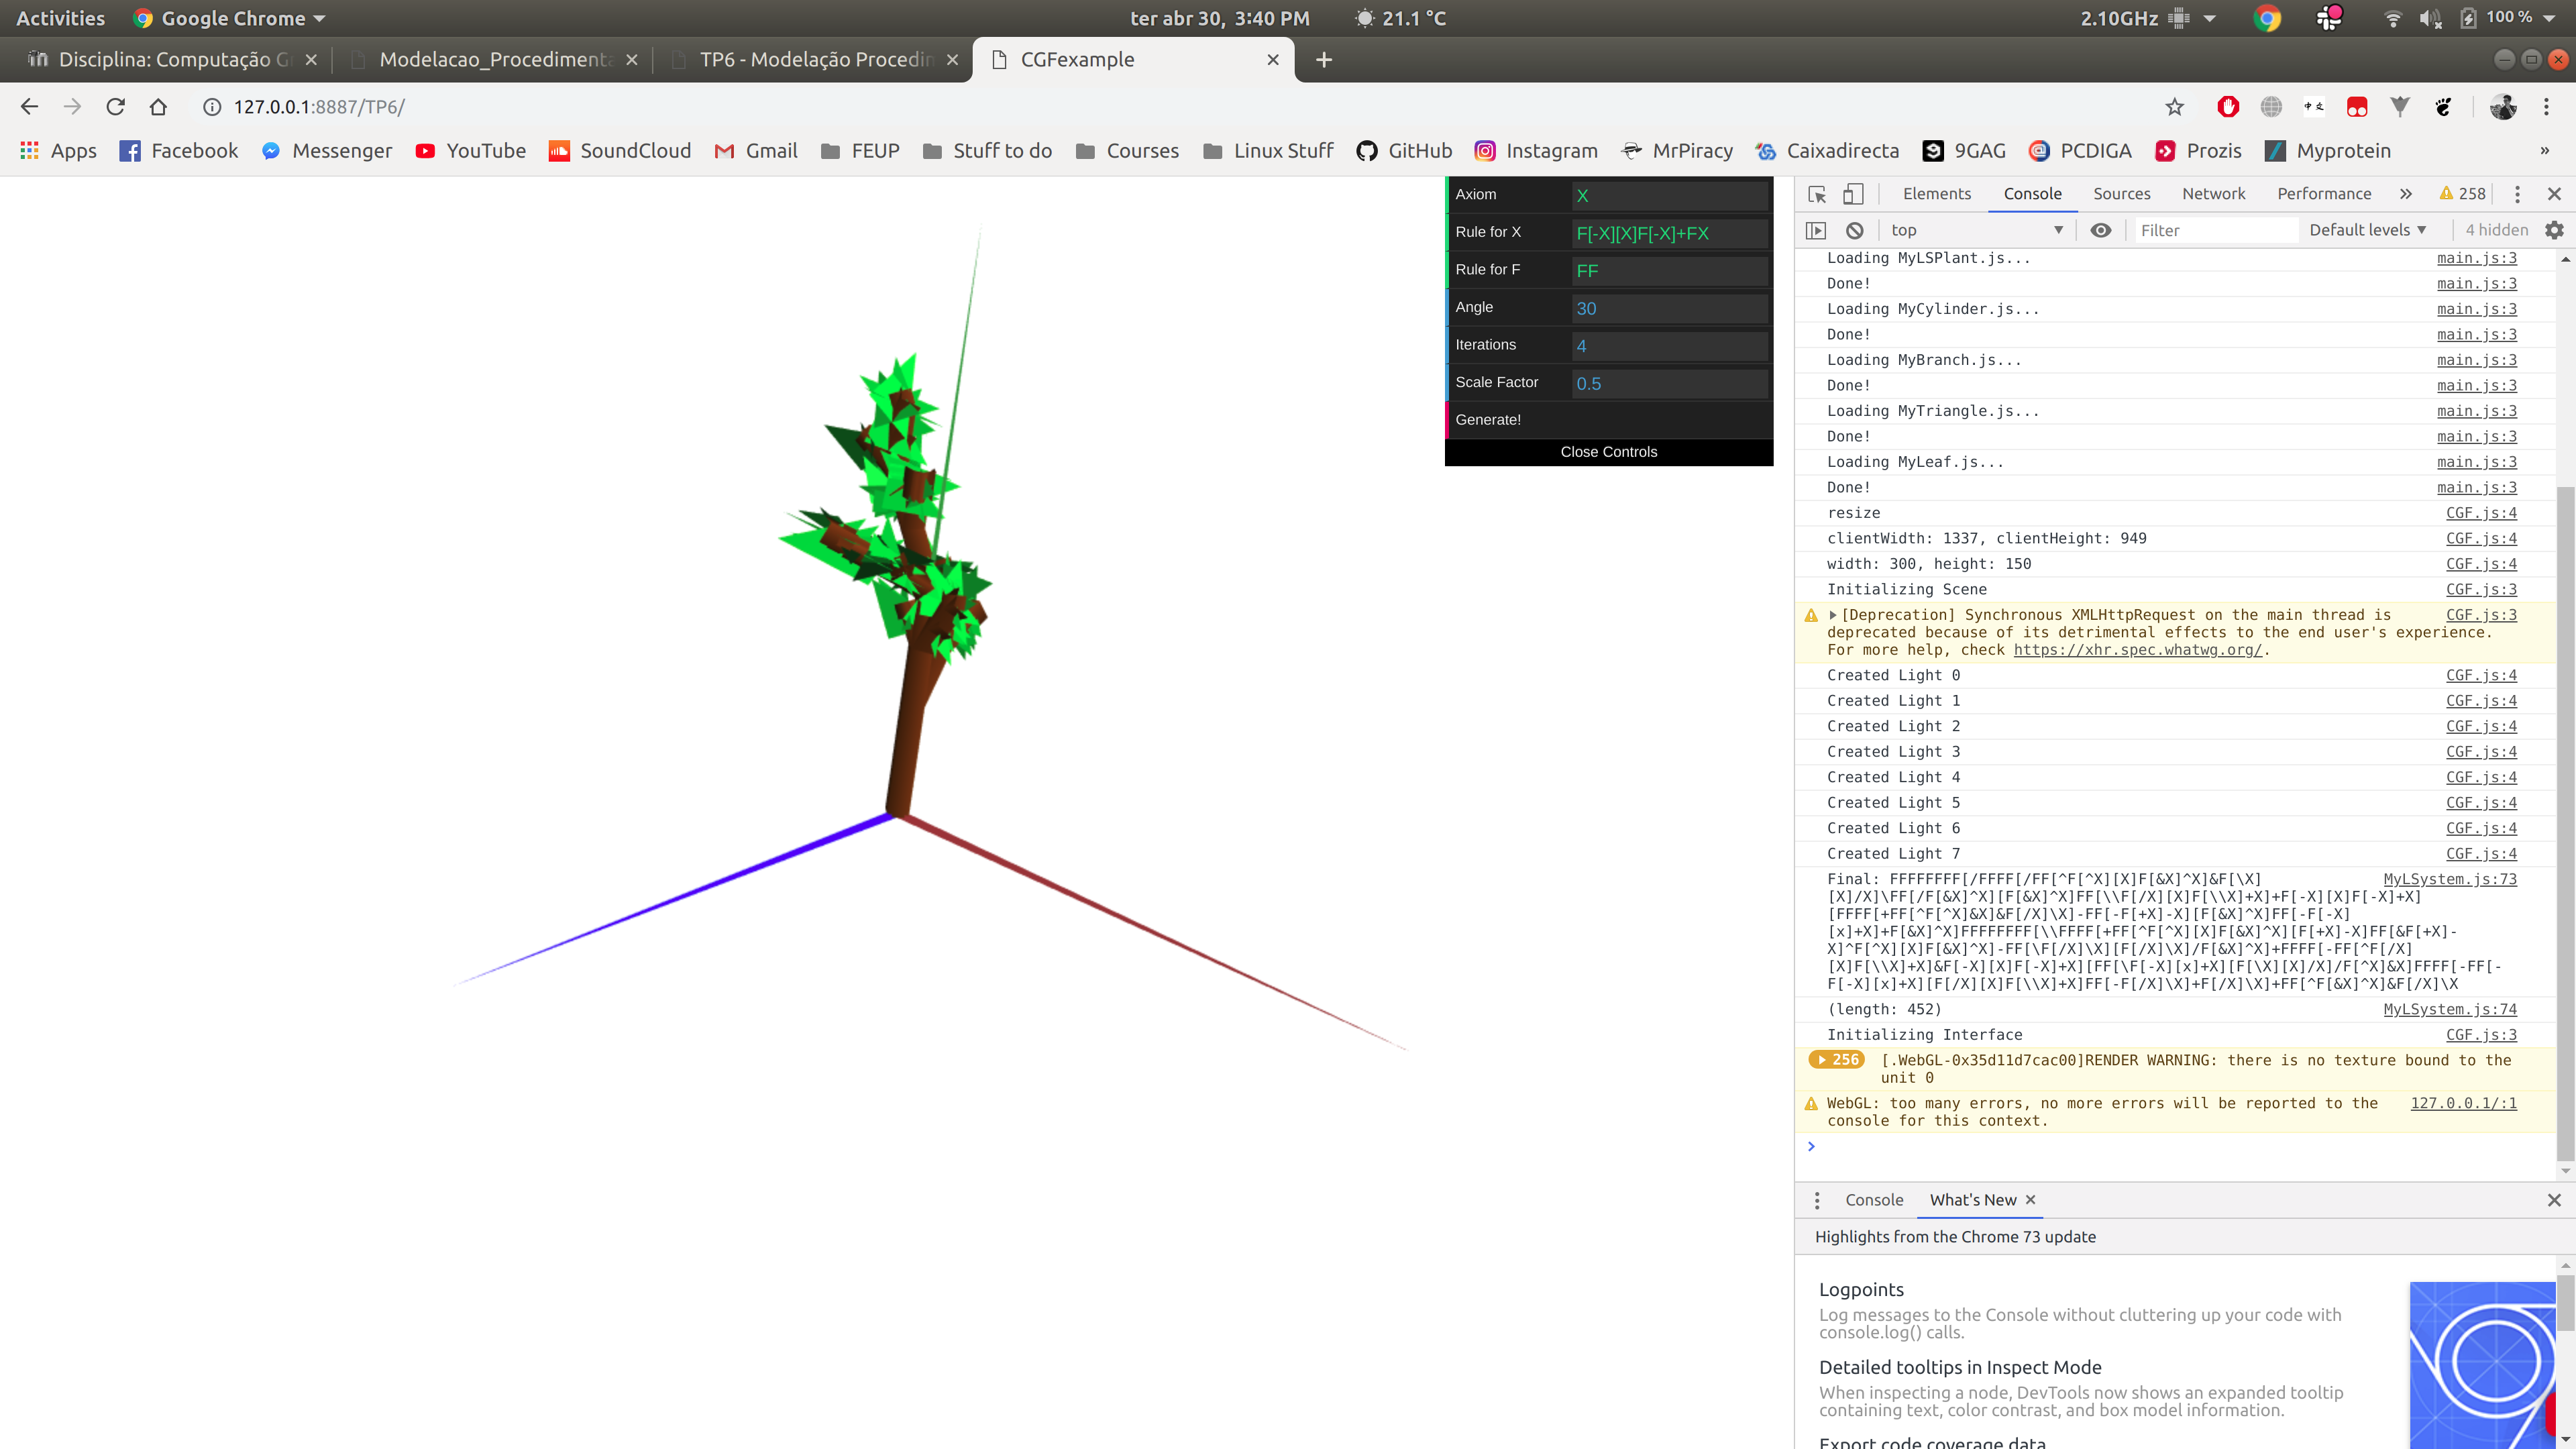 Activities Google Chrome ter abr 30, 3:40 PM 21.1 °C 2.10GHz 100 %
Disciplina: Computação G Modelacao_Procedimenta TP6 - Modelação Procedin CGFexample
127.0.0.1:8887/TP6/
Apps Facebook Messenger YouTube SoundCloud Gmail FEUP Stuff to do Courses Linux Stuff GitHub Instagram MrPiracy Caixadirecta 9GAG PCDIGA Prozis Myprotein »
Axiom X
Rule for X F[-X][X]F[-X]+FX
Rule for F FF
Angle 30
Iterations 4
Scale Factor 0.5
Generate!
Close Controls
Elements Console Sources Network Performance » 258
top Filter Default levels 4 hidden
Loading MyLSPlant.js... main.js:3
Done! main.js:3
Loading MyCylinder.js... main.js:3
Done! main.js:3
Loading MyBranch.js... main.js:3
Done! main.js:3
Loading MyTriangle.js... main.js:3
Done! main.js:3
Loading MyLeaf.js... main.js:3
Done! main.js:3
resize CGF.js:4
clientWidth: 1337, clientHeight: 949 CGF.js:4
width: 300, height: 150 CGF.js:4
Initializing Scene CGF.js:3
[Deprecation] Synchronous XMLHttpRequest on the main thread is CGF.js:3
deprecated because of its detrimental effects to the end user's experience.
For more help, check https://xhr.spec.whatwg.org/.
Created Light 0 CGF.js:4
Created Light 1 CGF.js:4
Created Light 2 CGF.js:4
Created Light 3 CGF.js:4
Created Light 4 CGF.js:4
Created Light 5 CGF.js:4
Created Light 6 CGF.js:4
Created Light 7 CGF.js:4
Final: FFFFFFFF[/FFFF[/FF[^F[^X][X]F[&X]^X]&F[\X] MyLSystem.js:73
[X]/X]\FF[/F[&X]^X][F[&X]^X]FF[\\F[/X][X]F[\\X]+X]+F[-X][X]F[-X]+X]
[FFFF[+FF[^F[^X]&X]&F[/X]\X]-FF[-F[+X]-X][F[&X]^X]FF[-F[-X]
[x]+X]+F[&X]^X]FFFFFFFF[\\FFFF[+FF[^F[^X][X]F[&X]^X][F[+X]-X]FF[&F[+X]-
X]^F[^X][X]F[&X]^X]-FF[\F[/X]\X][F[/X]\X]/F[&X]^X]+FFFF[-FF[^F[/X]
[X]F[\\X]+X]&F[-X][X]F[-X]+X][FF[\F[-X][x]+X][F[\X][X]/X]/F[^X]&X]FFFF[-FF[-
F[-X][x]+X][F[/X][X]F[\\X]+X]FF[-F[/X]\X]+F[/X]\X]+FF[^F[&X]^X]&F[/X]\X
(length: 452) MyLSystem.js:74
Initializing Interface CGF.js:3
256 [.WebGL-0x35d11d7cac00]RENDER WARNING: there is no texture bound to the
unit 0
WebGL: too many errors, no more errors will be reported to the 127.0.0.1/:1
console for this context.
Console What's New
Highlights from the Chrome 73 update
Logpoints
Log messages to the Console without cluttering up your code with
console.log() calls.
Detailed tooltips in Inspect Mode
When inspecting a node, DevTools now shows an expanded tooltip
containing text, color contrast, and box model information.
Export code coverage data